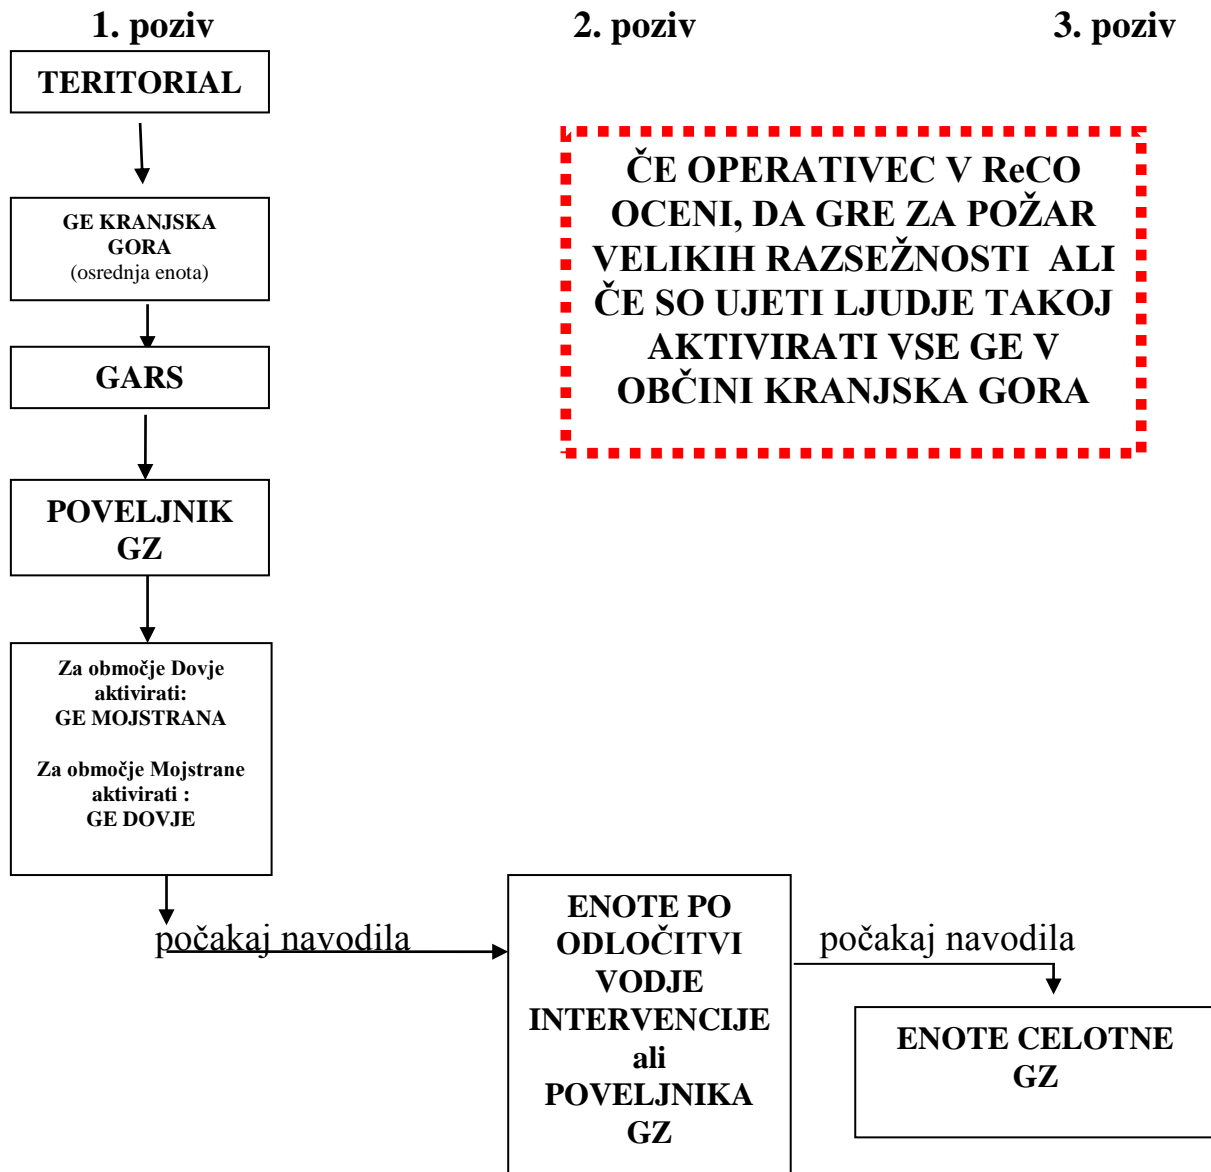 1. poziv
2. poziv
3. poziv
TERITORIAL
GE KRANJSKA
GORA
(osrednja enota)
GARS
POVELJNIK
GZ
Za območje Dovje
aktivirati:
GE MOJSTRANA
Za območje Mojstrane
aktivirati :
GE DOVJE
ČE OPERATIVEC V ReCO
OCENI, DA GRE ZA POŽAR
VELIKIH RAZSEŽNOSTI ALI
ČE SO UJETI LJUDJE TAKOJ
AKTIVIRATI VSE GE V
OBČINI KRANJSKA GORA
počakaj navodila
ENOTE PO
ODLOČITVI
VODJE
INTERVENCIJE
ali
POVELJNIKA
GZ
počakaj navodila
ENOTE CELOTNE
GZ